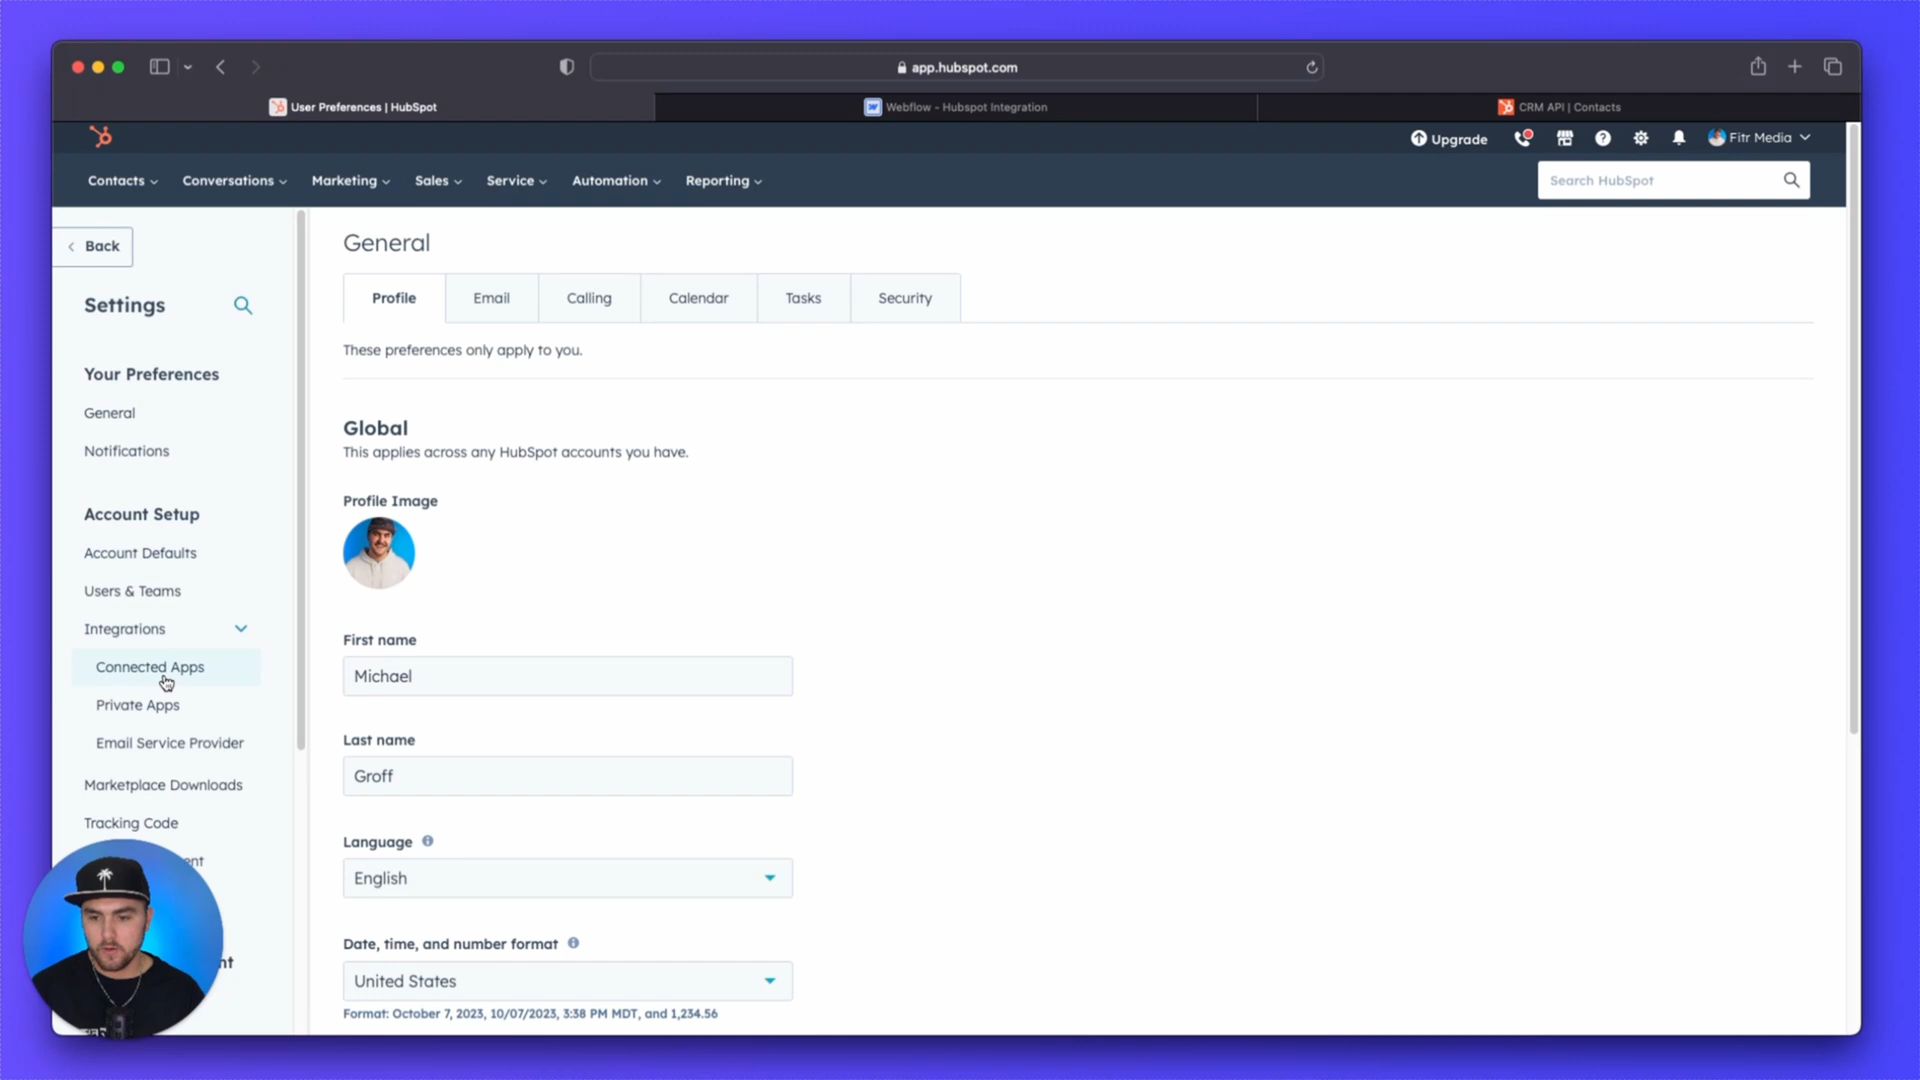 app.hubspot.com
User Preferences | HubSpot
Webflow - Hubspot Integration
CRM API | Contacts
Upgrade
Fitr Media
Contacts
Conversations
Marketing
Sales
Service
Automation
Reporting
Search HubSpot
Back
Settings
Your Preferences
General
Notifications
Account Setup
Account Defaults
Users & Teams
Integrations
Connected Apps
Private Apps
Email Service Provider
Marketplace Downloads
Tracking Code
General
Profile
Email
Calling
Calendar
Tasks
Security
These preferences only apply to you.
Global
This applies across any HubSpot accounts you have.
Profile Image
First name
Michael
Last name
Groff
Language
English
Date, time, and number format
United States
Format: October 7, 2023, 10/07/2023, 3:38 PM MDT, and 1,234.56